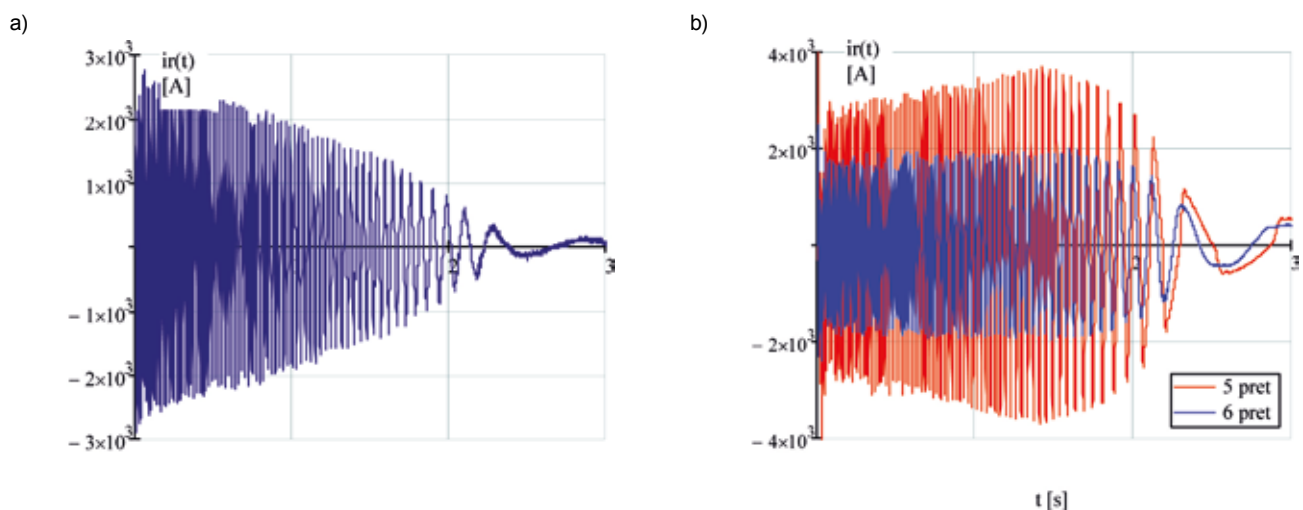 a)
3×10³
ir(t)
[A]
2×10³
1×10³
2
3
− 1×10³
− 2×10³
− 3×10³
b)
4×10³
ir(t)
[A]
2×10³
2
3
− 2×10³
− 4×10³
5 pret
6 pret
t [s]